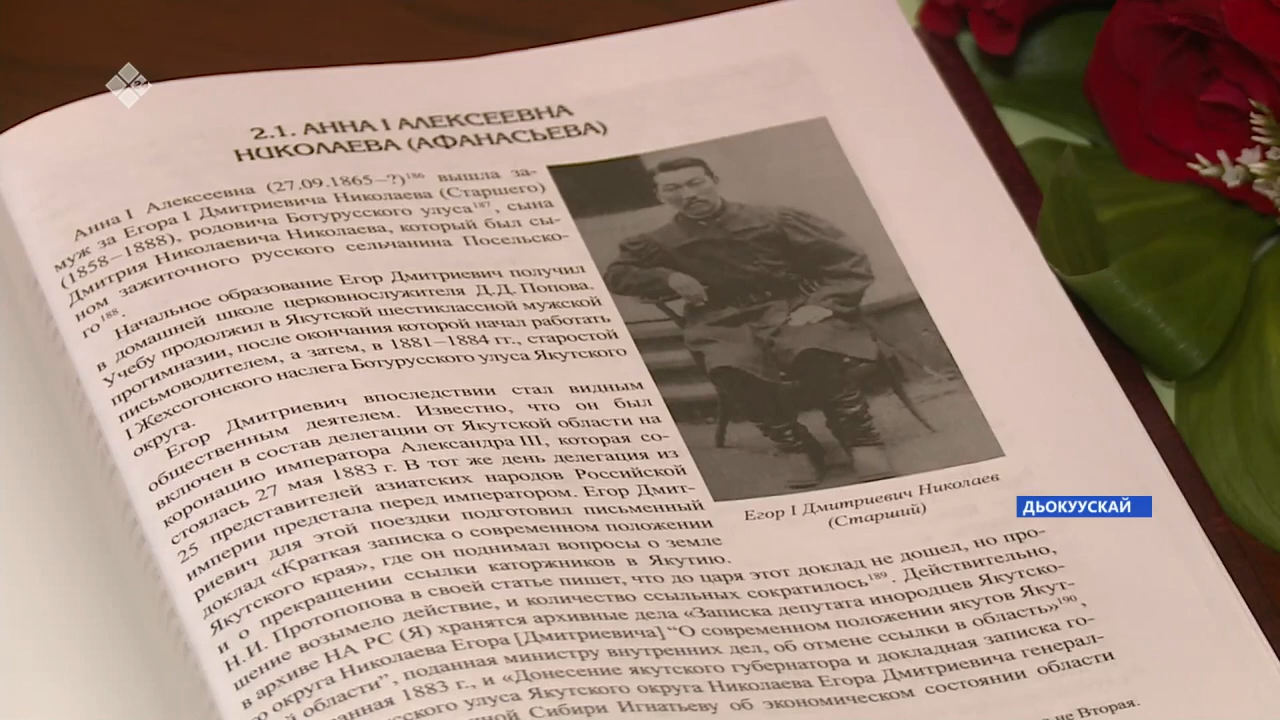 2.1. АННА I АЛЕКСЕЕВНА
НИКОЛАЕВА (АФАНАСЬЕВА)
Анна I Алексеевна (27.09.1865–?)¹⁸⁶ вышла за-
муж за Егора I Дмитриевича Николаева (Старшего)
(1858–1888), родовича Ботурусского улуса¹⁸⁷, сына
Дмитрия Николаевича Николаева, который был сы-
ном зажиточного русского сельчанина Посельско-
го¹⁸⁸.
Начальное образование Егор Дмитриевич получил
в домашней школе церковнослужителя Д.Д. Попова.
Учебу продолжил в Якутской шестиклассной мужской
прогимназии, после окончания которой начал работать
письмоводителем, а затем, в 1881–1884 гг., старостой
I Жехсогонского наслега Ботурусского улуса Якутского
округа.
Егор Дмитриевич впоследствии стал видным
общественным деятелем. Известно, что он был
включен в состав делегации от Якутской области на
коронацию императора Александра III, которая со-
стоялась 27 мая 1883 г. В тот же день делегация из
25 представителей азиатских народов Российской
империи предстала перед императором. Егор Дмит-
риевич для этой поездки подготовил письменный
доклад «Краткая записка о современном положении
Якутского края», где он поднимал вопросы о земле
и о прекращении ссылки каторжников в Якутию.
Н.И. Протопопова в своей статье пишет, что до царя этот доклад не дошел, но про-
шение возымело действие, и количество ссыльных сократилось¹⁸⁹. Действительно,
в архиве НА РС (Я) хранятся архивные дела «Записка депутата инородцев Якутско-
о округа Николаева Егора [Дмитриевича] “О современном положении якутов Якут-
й области”, поданная министру внутренних дел, об отмене ссылки в область»¹⁹⁰,
анная 1883 г., и «Донесение якутского губернатора и докладная записка го-
русского улуса Якутского округа Николаева Егора Дмитриевича генерал-
ной Сибири Игнатьеву об экономическом состоянии области
не Вторая.
Егор I Дмитриевич Николаев
(Старший)
ДЬОКУУСКАЙ